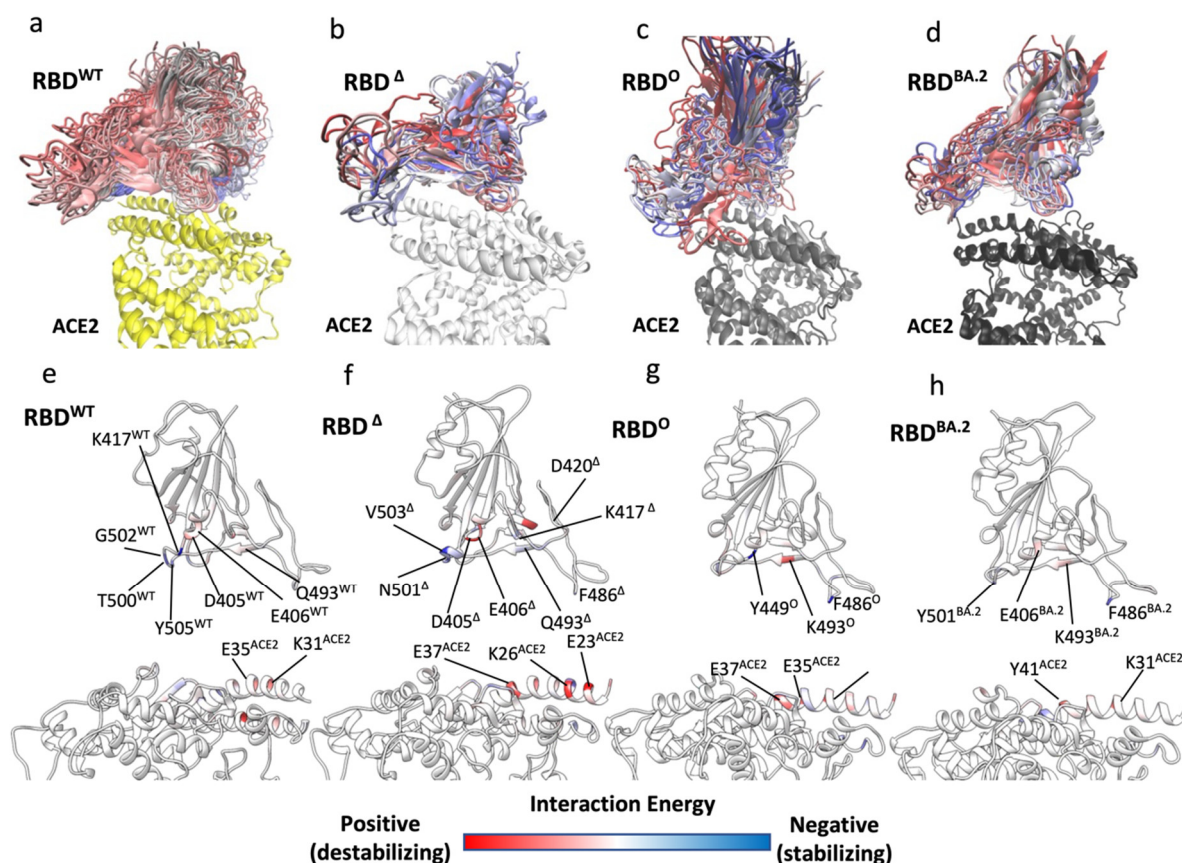 a
b
c
d
RBD^WT
RBD^Δ
RBD^O
RBD^BA.2
ACE2
ACE2
ACE2
ACE2
e
f
g
h
RBD^WT
RBD^Δ
RBD^O
RBD^BA.2
K417^WT
G502^WT
T500^WT
Y505^WT
D405^WT
E406^WT
Q493^WT
E35^ACE2
K31^ACE2
D420^Δ
V503^Δ
K417^Δ
N501^Δ
D405^Δ
E406^Δ
Q493^Δ
F486^Δ
E37^ACE2
K26^ACE2
E23^ACE2
Y449^O
K493^O
F486^O
E37^ACE2
E35^ACE2
Y501^BA.2
E406^BA.2
K493^BA.2
F486^BA.2
Y41^ACE2
K31^ACE2
Interaction Energy
Positive
(destabilizing)
Negative
(stabilizing)